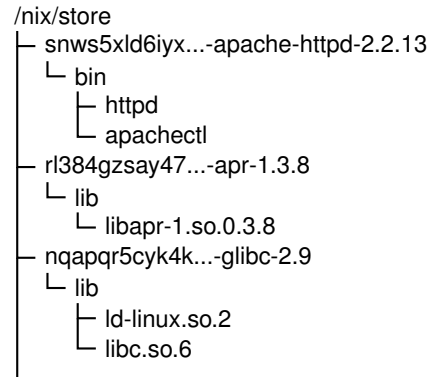 /nix/store
snws5xld6iyx...-apache-httpd-2.2.13
bin
httpd
apachectl
rl384gzsay47...-apr-1.3.8
lib
libapr-1.so.0.3.8
nqapqr5cyk4k...-glibc-2.9
lib
ld-linux.so.2
libc.so.6